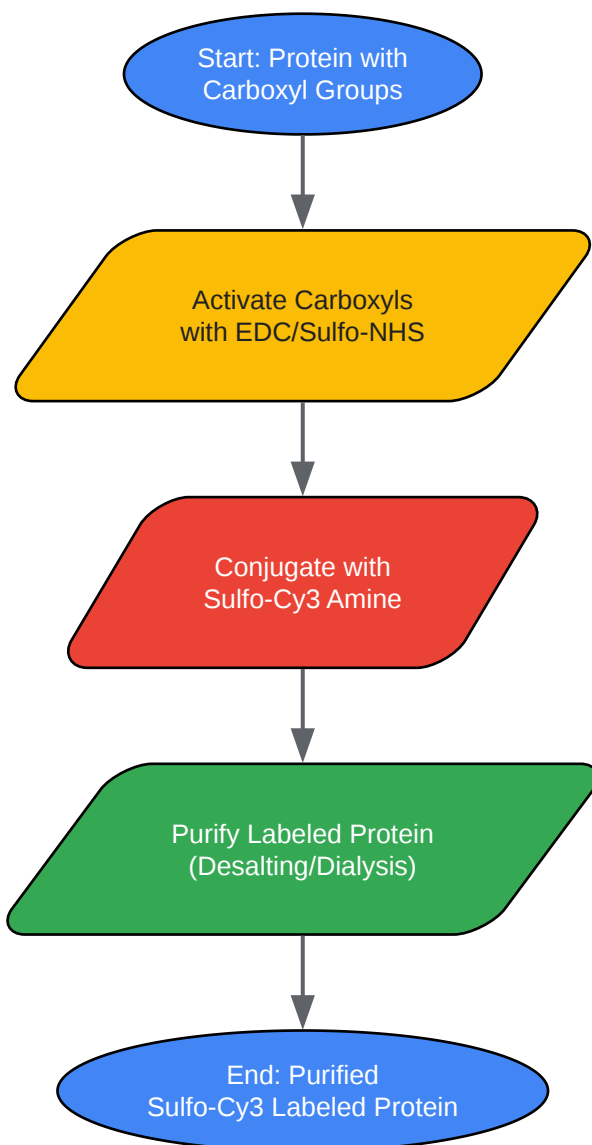 Start: Protein with
Carboxyl Groups
Activate Carboxyls
with EDC/Sulfo-NHS
Conjugate with
Sulfo-Cy3 Amine
Purify Labeled Protein
(Desalting/Dialysis)
End: Purified
Sulfo-Cy3 Labeled Protein